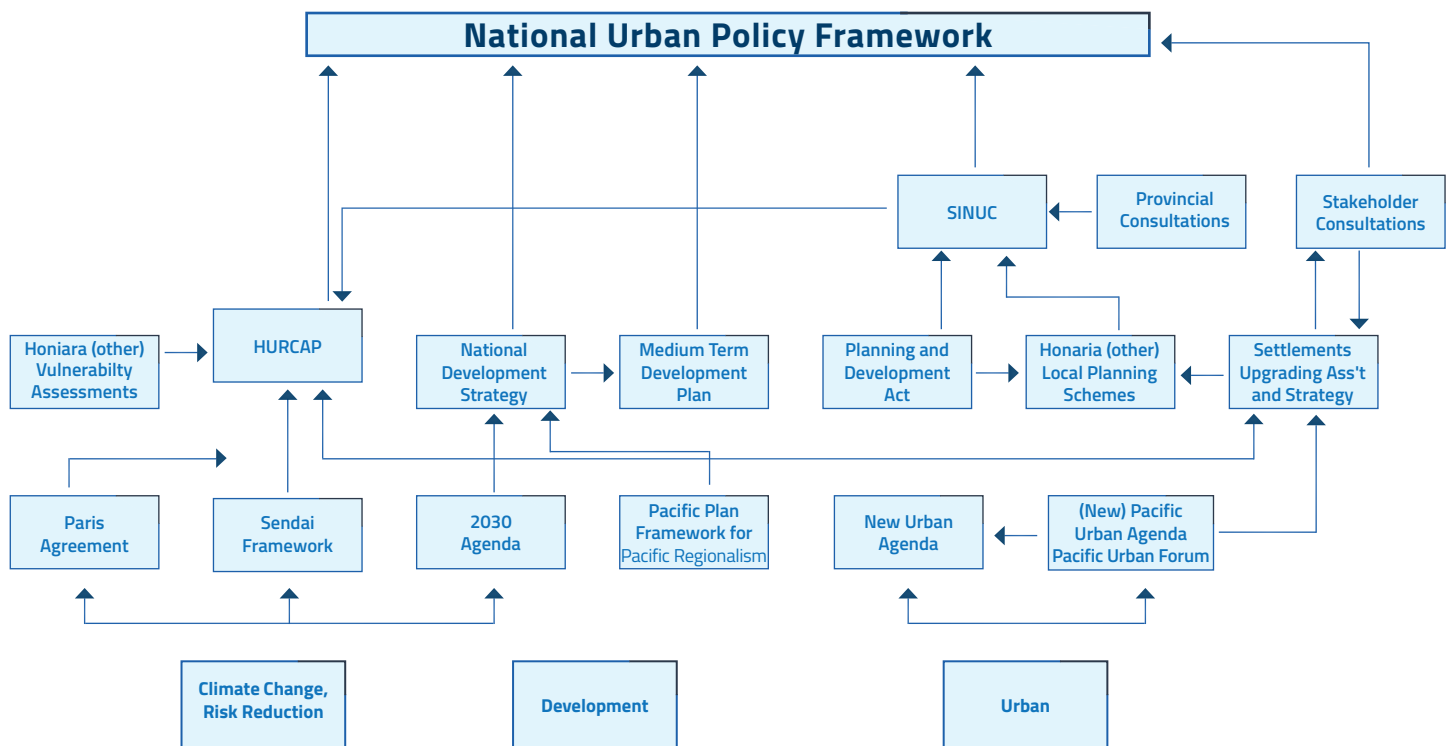 National Urban Policy Framework
SINUC
Provincial
Consultations
Stakeholder
Consultations
Honiara (other)
Vulnerabilty
Assessments
HURCAP
National
Development
Strategy
Medium Term
Development
Plan
Planning and
Development
Act
Honaria (other)
Local Planning
Schemes
Settlements
Upgrading Ass't
and Strategy
Paris
Agreement
Sendai
Framework
2030
Agenda
Pacific Plan
Framework for
Pacific Regionalism
New Urban
Agenda
(New) Pacific
Urban Agenda
Pacific Urban Forum
Climate Change,
Risk Reduction
Development
Urban